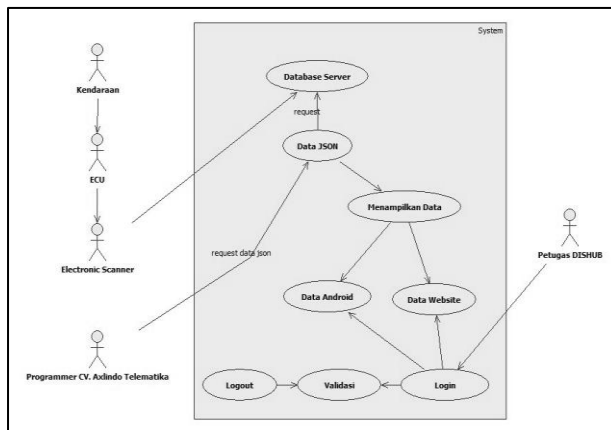 System
Kendaraan
Database Server
request
Data JSON
ECU
Menampilkan Data
Petugas DISHUB
request data json
Electronic Scanner
Data Android
Data Website
Programmer CV. Axlindo Telematika
Logout
Validasi
Login